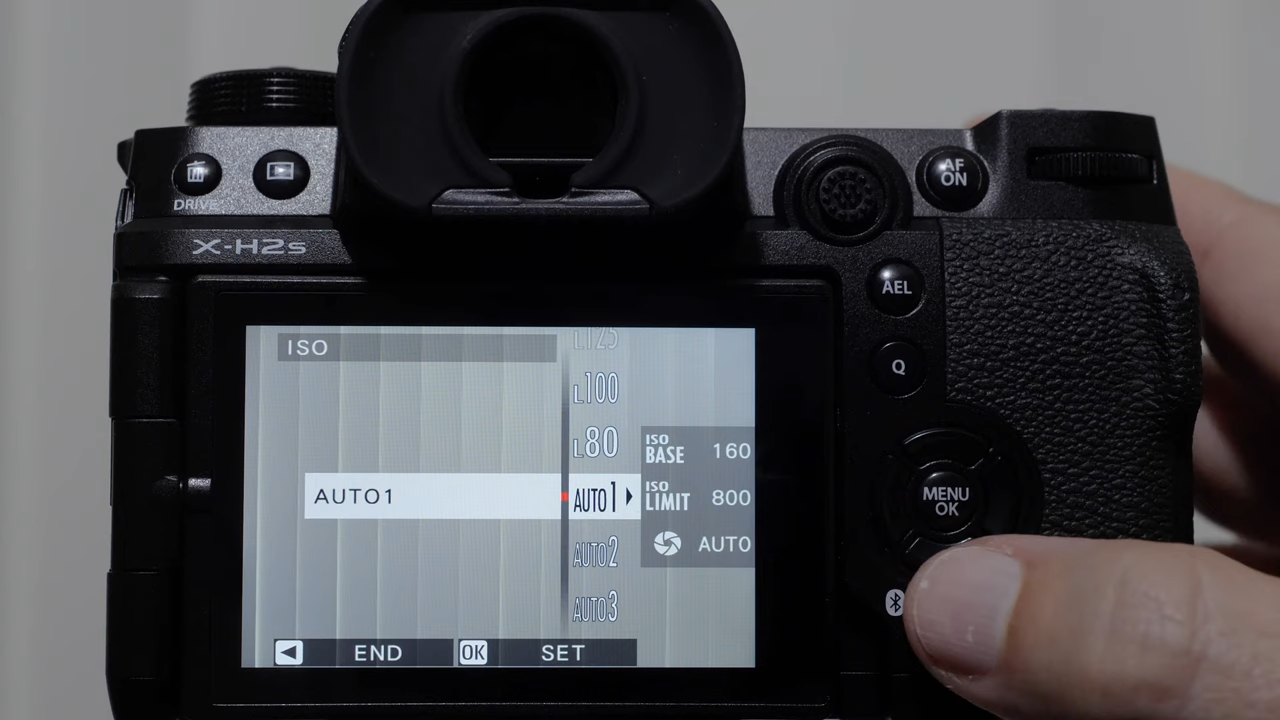 DRIVE
X-H2s
AF
ON
AEL
Q
MENU
OK
ISO
L125
L100
L80
AUTO1
AUTO1
AUTO2
AUTO3
ISO
BASE 160
ISO
LIMIT 800
AUTO
END
OK SET